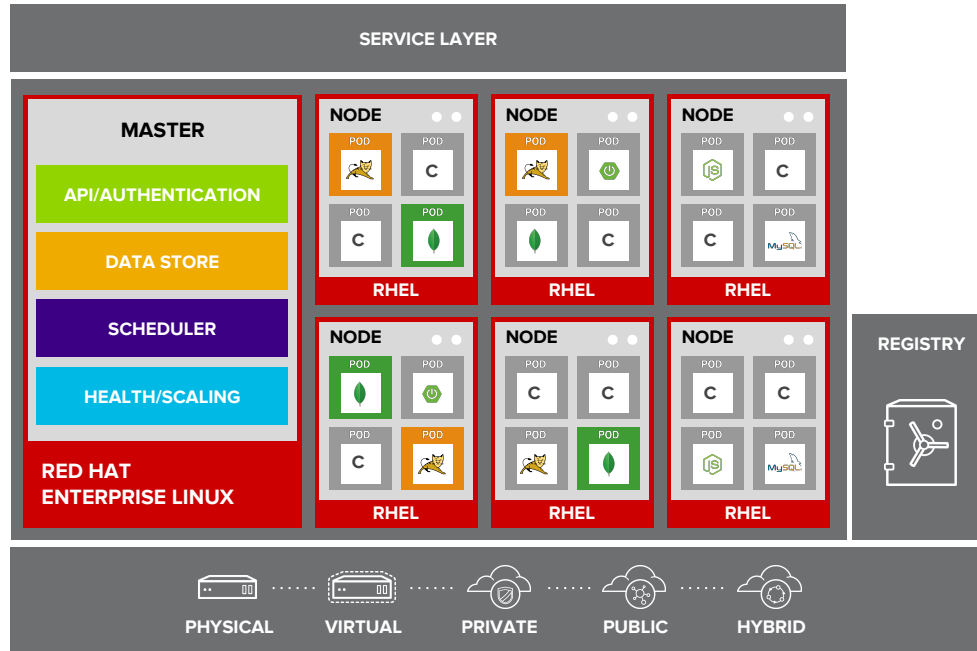 SERVICE LAYER
MASTER
API/AUTHENTICATION
DATA STORE
SCHEDULER
HEALTH/SCALING
RED HAT
ENTERPRISE LINUX
NODE
POD POD
C
POD POD
C
RHEL
NODE
POD POD
POD POD
C
RHEL
NODE
POD POD
JS C
POD POD
C MySQL
RHEL
NODE
POD POD
POD POD
C
RHEL
NODE
POD POD
C C
POD POD
RHEL
NODE
POD POD
C C
POD POD
JS MySQL
RHEL
REGISTRY
PHYSICAL VIRTUAL PRIVATE PUBLIC HYBRID